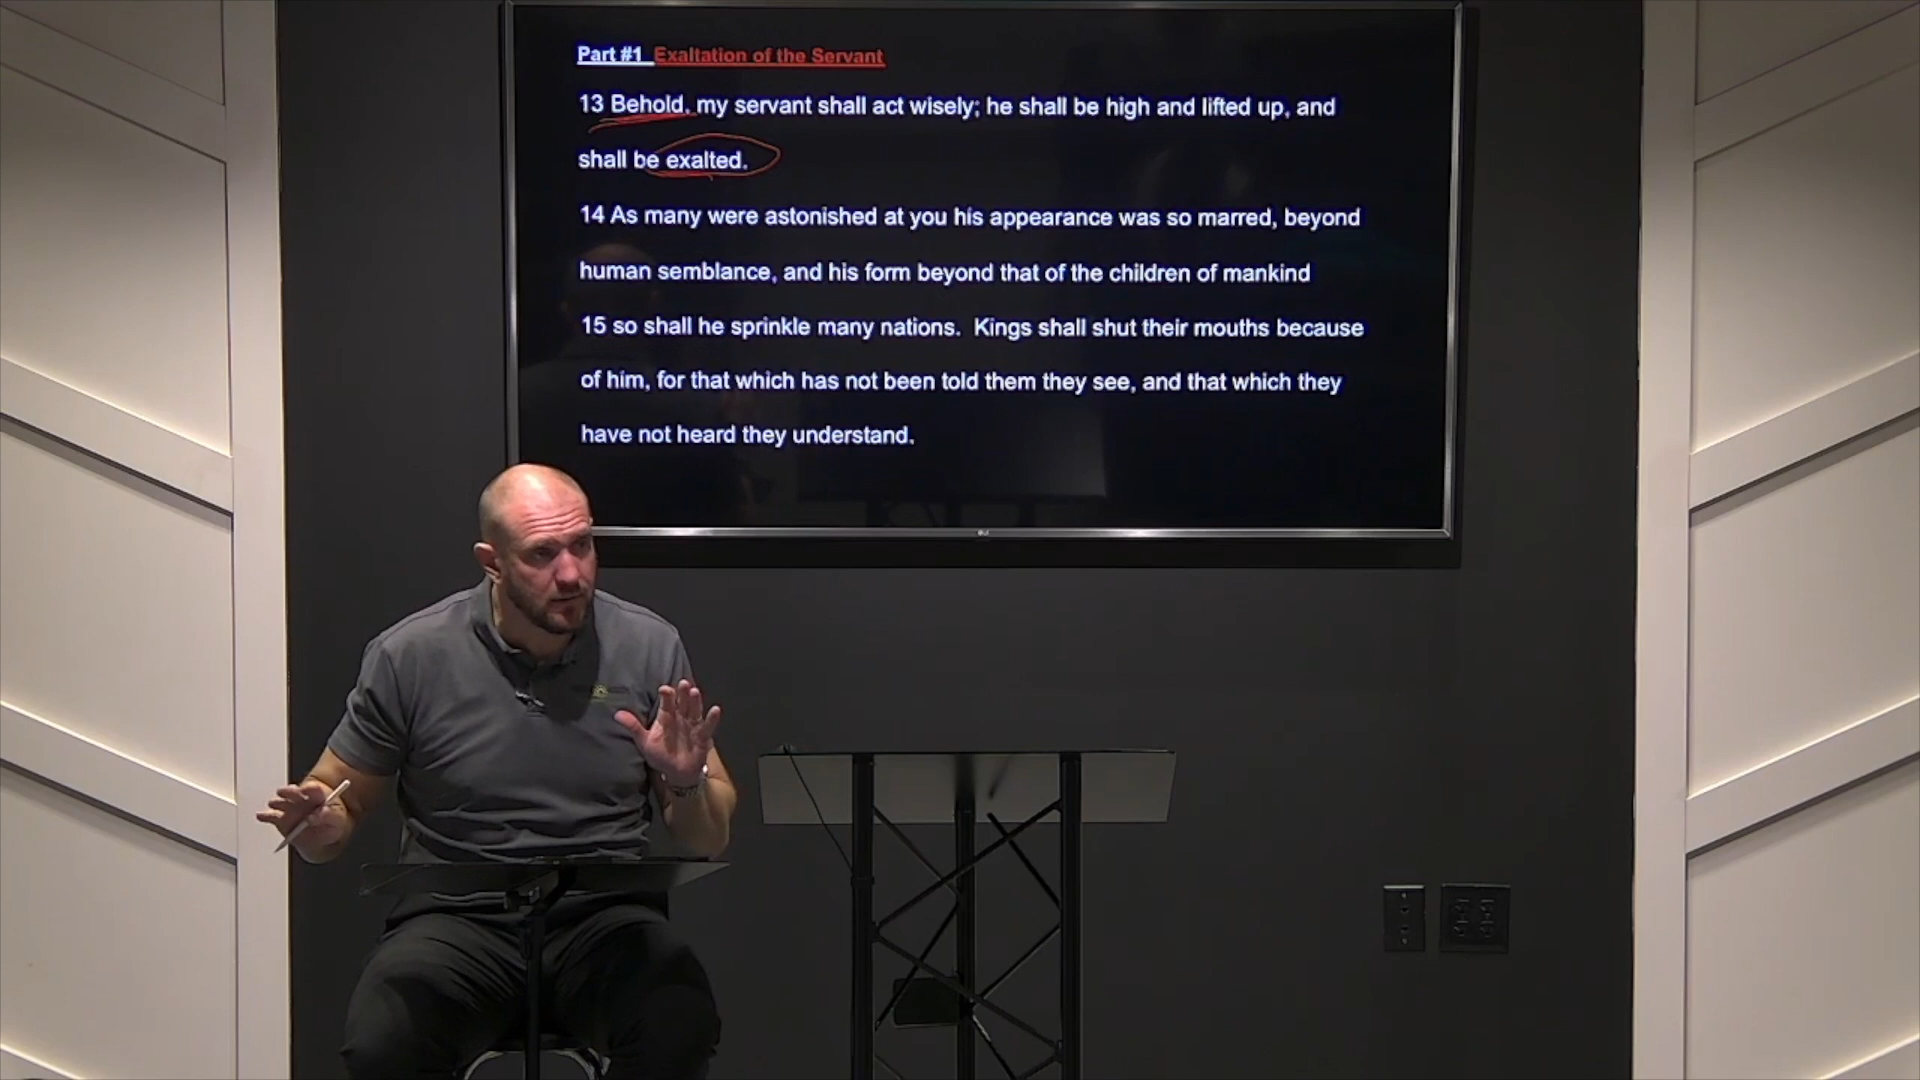 Part #1 Exaltation of the Servant
13 Behold, my servant shall act wisely; he shall be high and lifted up, and
shall be exalted.
14 As many were astonished at you his appearance was so marred, beyond
human semblance, and his form beyond that of the children of mankind
15 so shall he sprinkle many nations. Kings shall shut their mouths because
of him, for that which has not been told them they see, and that which they
have not heard they understand.